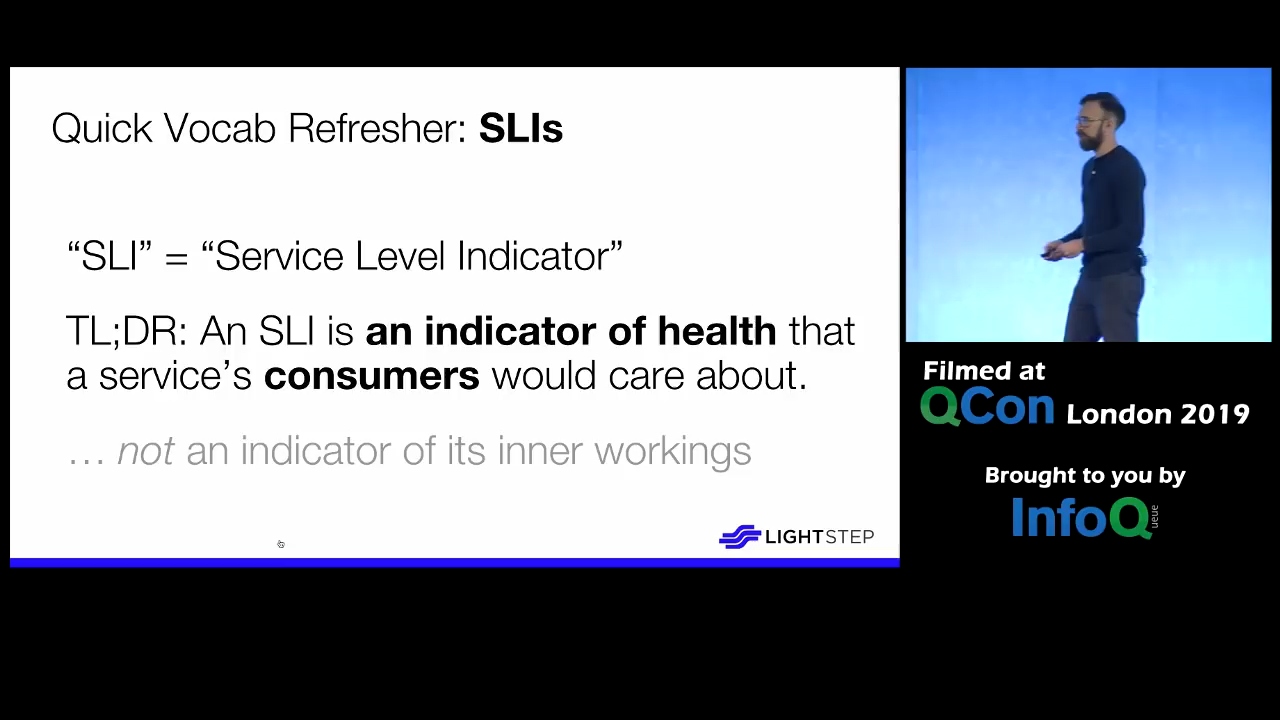 Quick Vocab Refresher: SLIs
“SLI” = “Service Level Indicator”
TL;DR: An SLI is an indicator of health that
a service’s consumers would care about.
… not an indicator of its inner workings
LIGHTSTEP
Filmed at
QCon London 2019
Brought to you by
InfoQueue